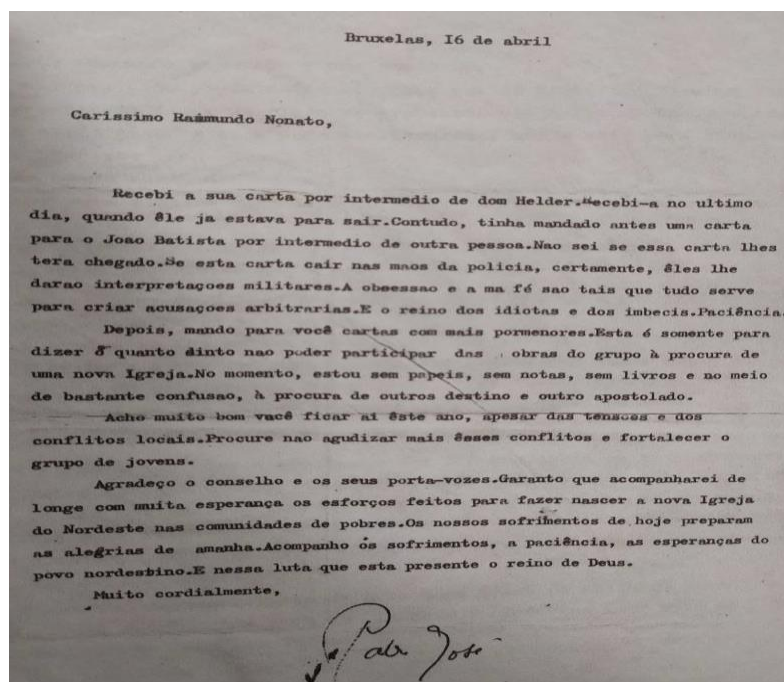 Bruxelas, I6 de abril
Carissimo Raimundo Nonato,
Recebi a sua carta por intermedio de dom Helder.Recebi-a no ultimo
dia, quando êle ja estava para sair.Contudo, tinha mandado antes uma carta
para o Joao Batista por intermedio de outra pessoa.Nao sei se essa carta lhes
tera chegado.Se esta carta cair nas maos da policia, certamente, êles lhe
darao interpretaçoes militares.A obsessao e a ma fé sao tais que tudo serve
para criar acusaçoes arbitrarias.E o reino dos idiotas e dos imbecis.Paciência.
Depois, mando para você cartas com mais pormenores.Esta é somente para
dizer o quanto sinto nao poder participar das obras do grupo à procura de
uma nova Igreja.No momento, estou sem papeis, sem notas, sem livros e no meio
de bastante confusao, à procura de outros destino e outro apostolado.
Acho muito bom vacê ficar ai êste ano, apesar das tensoes e dos
conflitos locais.Procure nao agudizar mais êsses conflitos e fortalecer o
grupo de jovens.
Agradeço o conselho e os seus porta-vozes.Garanto que acompanharei de
longe com muita esperança os esforços feitos para fazer nascer a nova Igreja
do Nordeste nas comunidades de pobres.Os nossos sofrimentos de hoje preparam
as alegrias de amanha.Acompanho os sofrimentos, a paciência, as esperanças do
povo nordestino.E nessa luta que esta presente o reino de Deus.
Muito cordialmente,
José